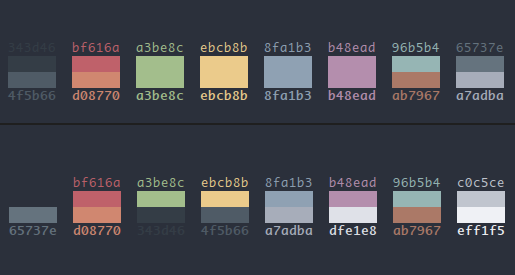 343d46 bf616a a3be8c ebcb8b 8fa1b3 b48ead 96b5b4 65737e
4f5b66 d08770 a3be8c ebcb8b 8fa1b3 b48ead ab7967 a7adba
bf616a a3be8c ebcb8b 8fa1b3 b48ead 96b5b4 c0c5ce
65737e d08770 343d46 4f5b66 a7adba dfe1e8 ab7967 eff1f5